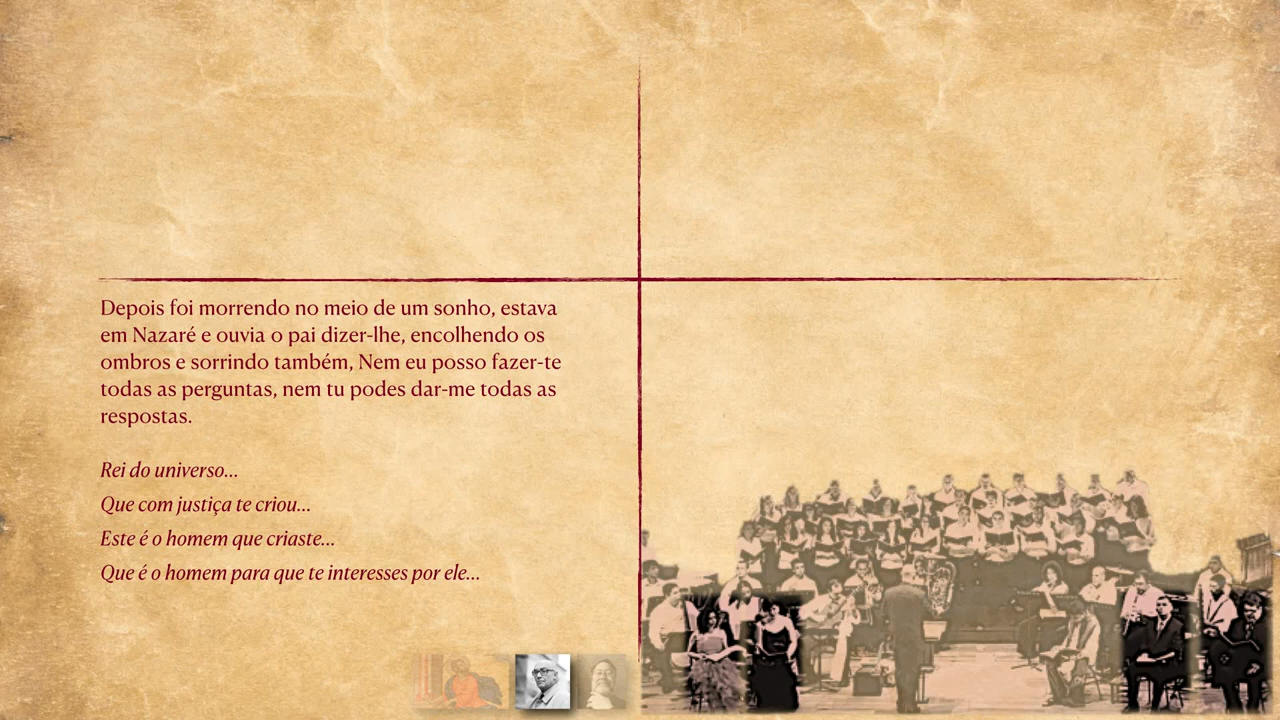 Depois foi morrendo no meio de um sonho, estava
em Nazaré e ouvia o pai dizer-lhe, encolhendo os
ombros e sorrindo também, Nem eu posso fazer-te
todas as perguntas, nem tu podes dar-me todas as
respostas.
Rei do universo...
Que com justiça te criou...
Este é o homem que criaste...
Que é o homem para que te interesses por ele...